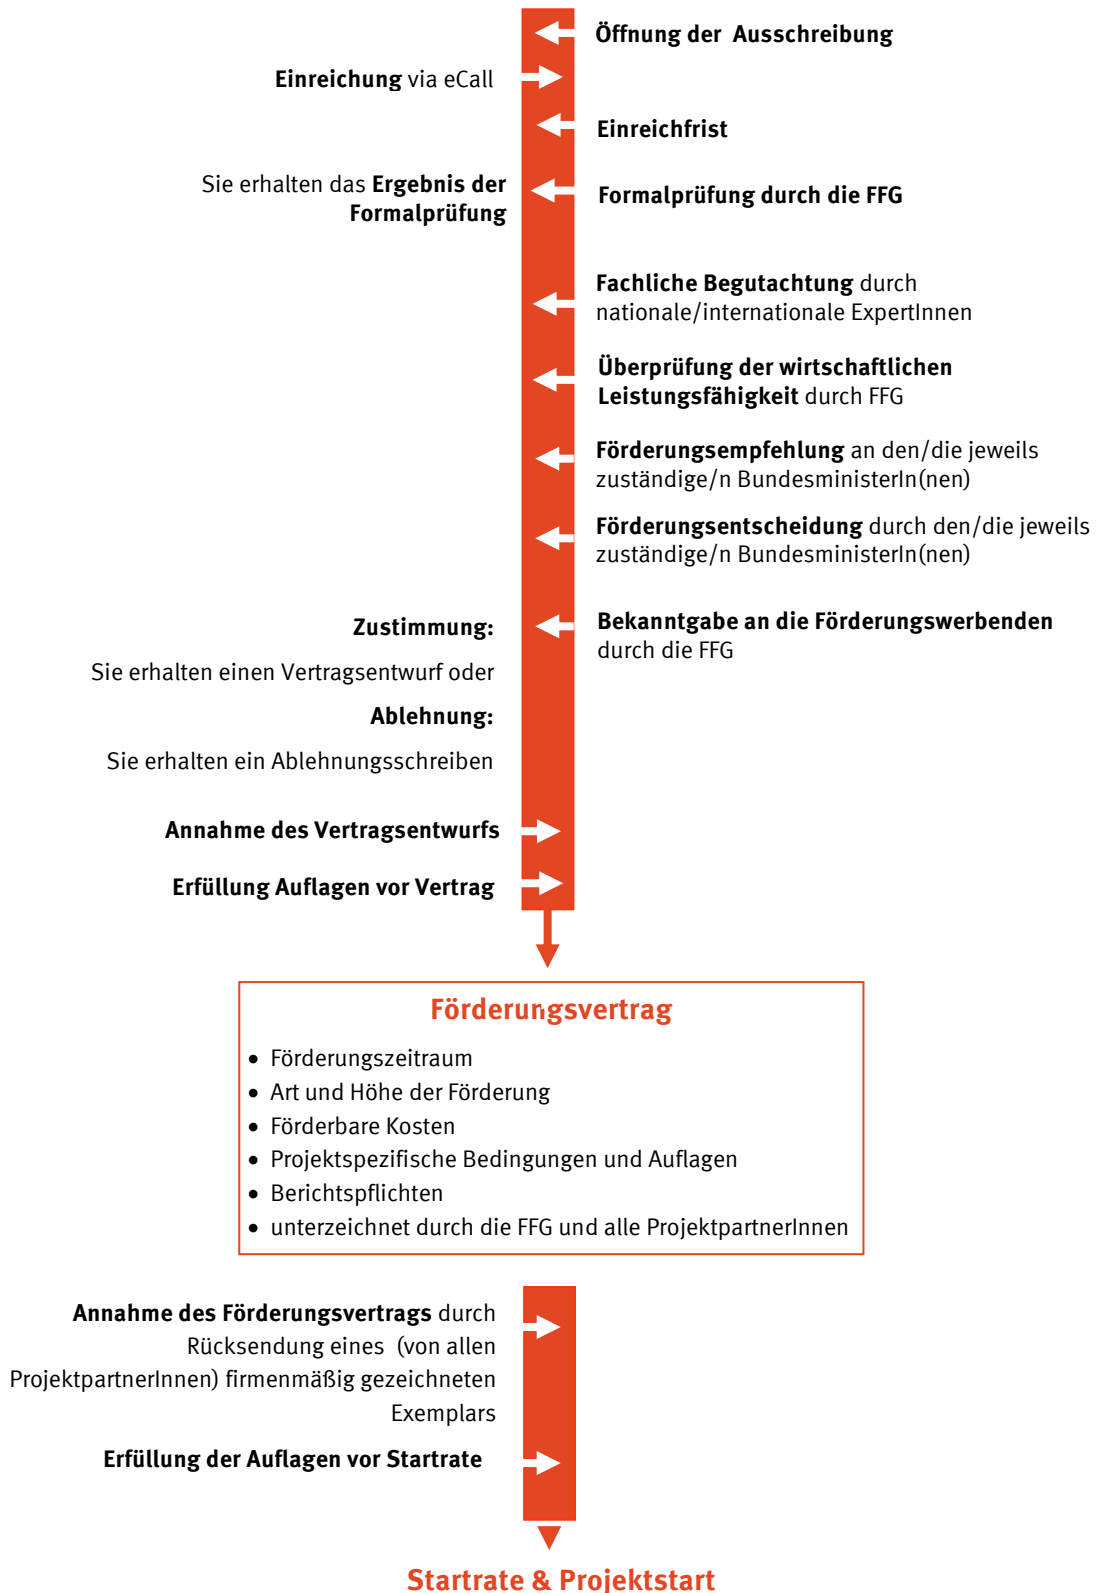 Öffnung der Ausschreibung
Einreichung via eCall
Einreichfrist
Sie erhalten das Ergebnis der
Formalprüfung
Formalprüfung durch die FFG
Fachliche Begutachtung durch
nationale/internationale ExpertInnen
Überprüfung der wirtschaftlichen
Leistungsfähigkeit durch FFG
Förderungsempfehlung an den/die jeweils
zuständige/n BundesministerIn(nen)
Förderungsentscheidung durch den/die jeweils
zuständige/n BundesministerIn(nen)
Bekanntgabe an die Förderungswerbenden
durch die FFG
Zustimmung:
Sie erhalten einen Vertragsentwurf oder
Ablehnung:
Sie erhalten ein Ablehnungsschreiben
Annahme des Vertragsentwurfs
Erfüllung Auflagen vor Vertrag
Förderungsvertrag
• Förderungszeitraum
• Art und Höhe der Förderung
• Förderbare Kosten
• Projektspezifische Bedingungen und Auflagen
• Berichtspflichten
• unterzeichnet durch die FFG und alle ProjektpartnerInnen
Annahme des Förderungsvertrags durch
Rücksendung eines (von allen
ProjektpartnerInnen) firmenmäßig gezeichneten
Exemplars
Erfüllung der Auflagen vor Startrate
Startrate & Projektstart